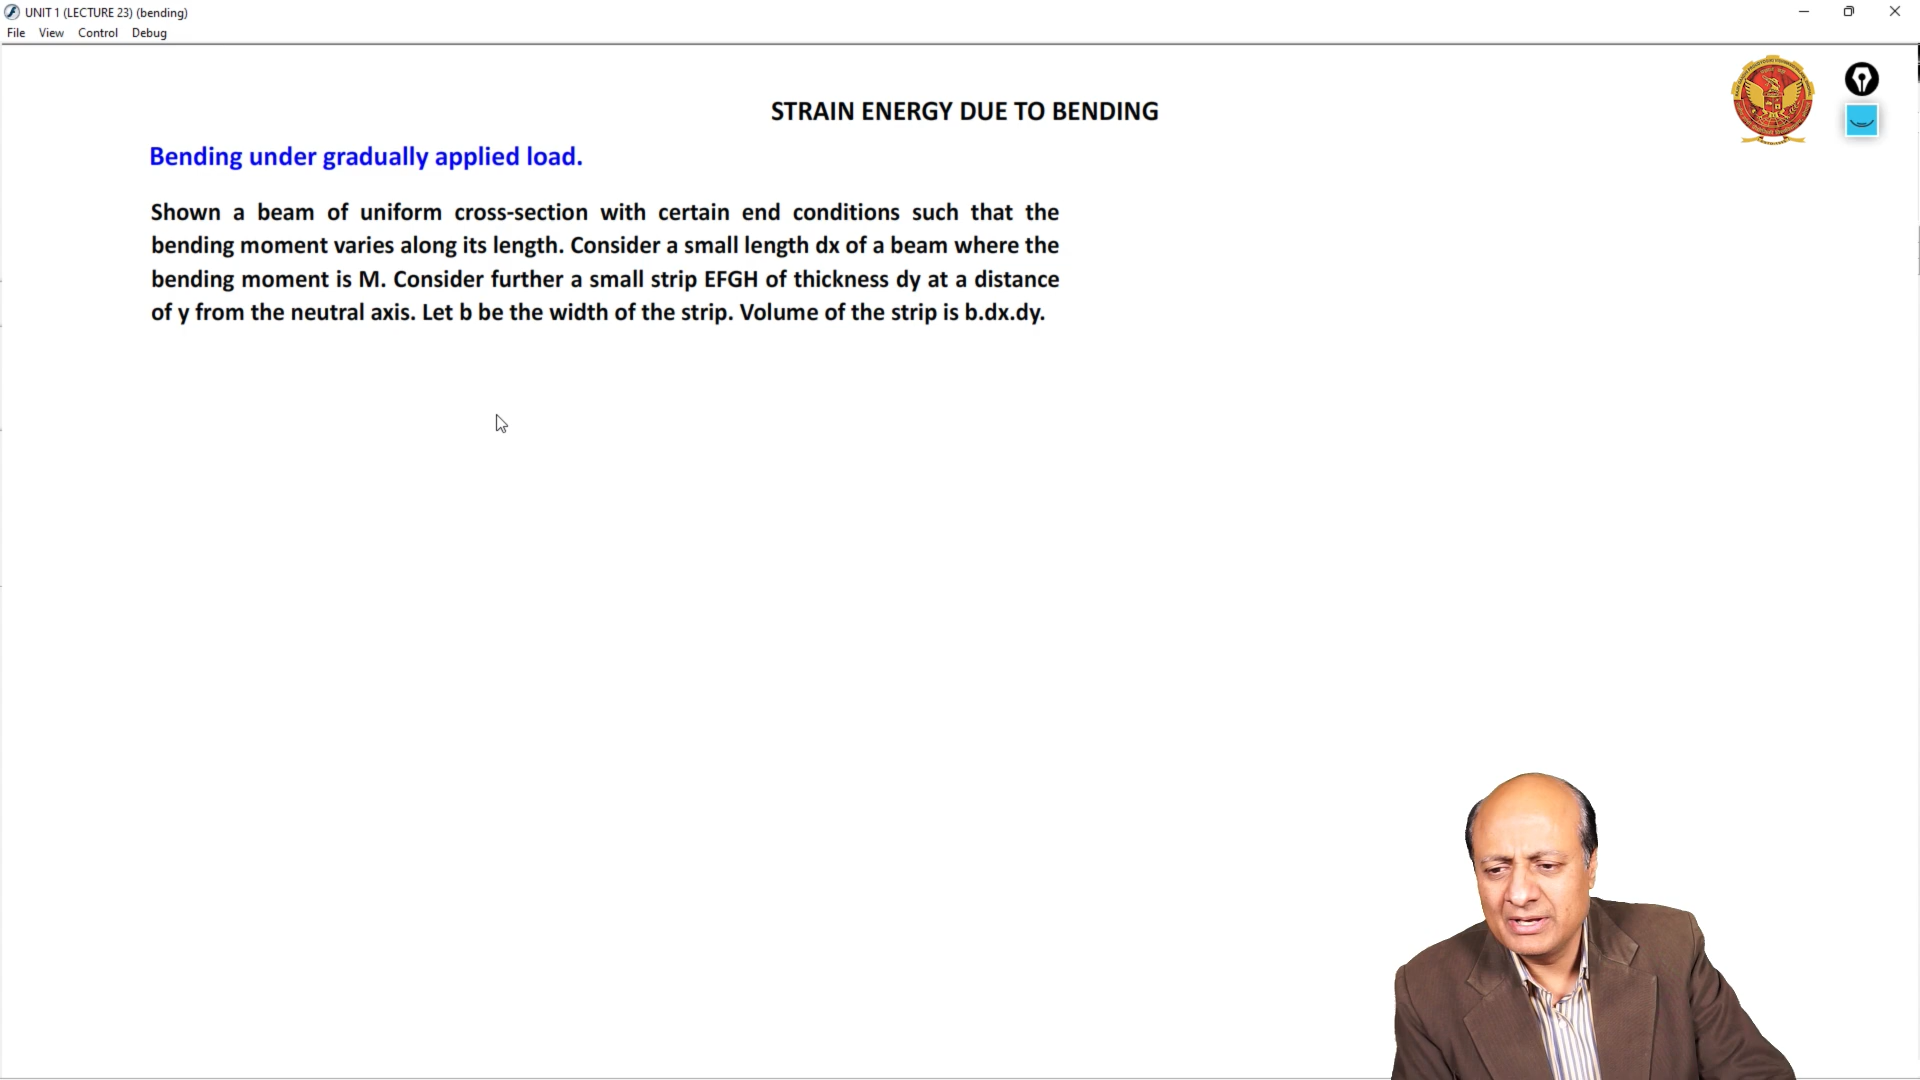 UNIT 1 (LECTURE 23) (bending)
File View Control Debug
STRAIN ENERGY DUE TO BENDING
Bending under gradually applied load.
Shown a beam of uniform cross-section with certain end conditions such that the
bending moment varies along its length. Consider a small length dx of a beam where the
bending moment is M. Consider further a small strip EFGH of thickness dy at a distance
of y from the neutral axis. Let b be the width of the strip. Volume of the strip is b.dx.dy.